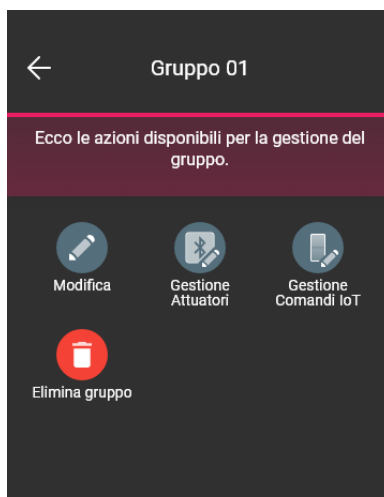 Gruppo 01
Ecco le azioni disponibili per la gestione del
gruppo.
Modifica
Gestione
Attuatori
Gestione
Comandi IoT
Elimina gruppo